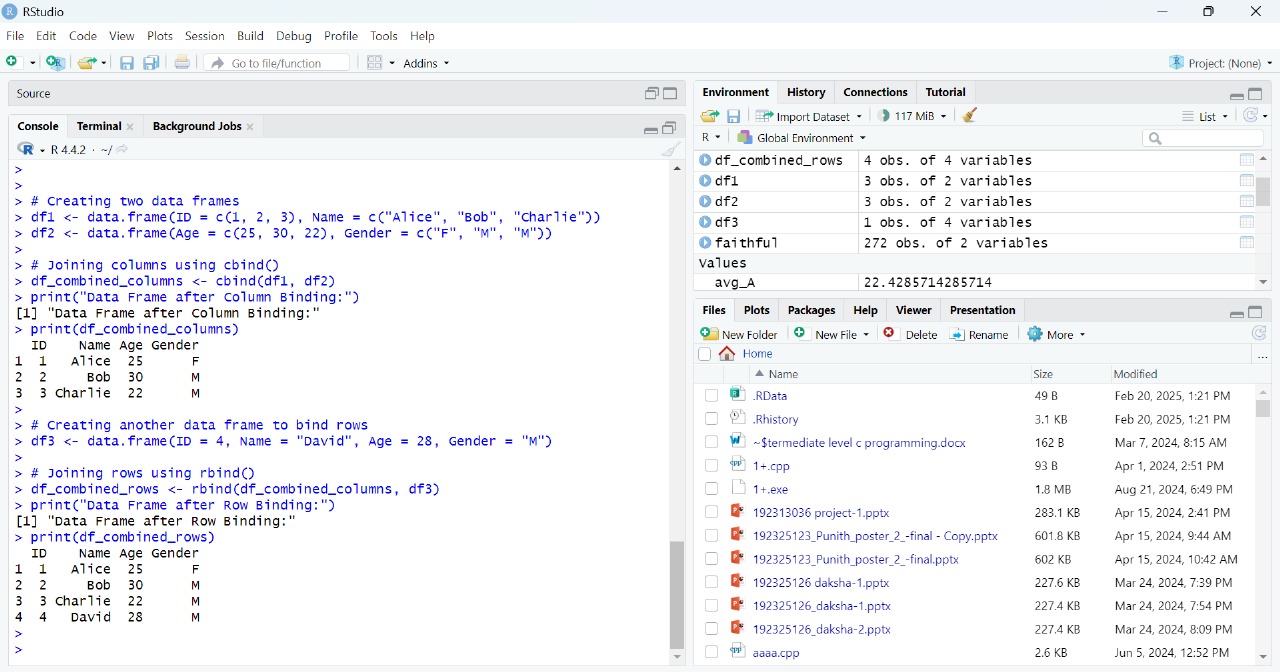 RStudio
File Edit Code View Plots Session Build Debug Profile Tools Help
Go to file/function Addins Project: (None)
Source
Console Terminal Background Jobs
R 4.4.2 · ~/
>
>
> # Creating two data frames
> df1 <- data.frame(ID = c(1, 2, 3), Name = c("Alice", "Bob", "Charlie"))
> df2 <- data.frame(Age = c(25, 30, 22), Gender = c("F", "M", "M"))
>
> # Joining columns using cbind()
> df_combined_columns <- cbind(df1, df2)
> print("Data Frame after Column Binding:")
[1] "Data Frame after Column Binding:"
> print(df_combined_columns)
  ID    Name Age Gender
1  1   Alice  25      F
2  2     Bob  30      M
3  3 Charlie  22      M
>
> # Creating another data frame to bind rows
> df3 <- data.frame(ID = 4, Name = "David", Age = 28, Gender = "M")
>
> # Joining rows using rbind()
> df_combined_rows <- rbind(df_combined_columns, df3)
> print("Data Frame after Row Binding:")
[1] "Data Frame after Row Binding:"
> print(df_combined_rows)
  ID    Name Age Gender
1  1   Alice  25      F
2  2     Bob  30      M
3  3 Charlie  22      M
4  4   David  28      M
>
>
Environment History Connections Tutorial
Import Dataset 117 MiB List
R Global Environment
df_combined_rows 4 obs. of 4 variables
df1 3 obs. of 2 variables
df2 3 obs. of 2 variables
df3 1 obs. of 4 variables
faithful 272 obs. of 2 variables
Values
avg_A 22.4285714285714
Files Plots Packages Help Viewer Presentation
New Folder New File Delete Rename More
Home ...
Name Size Modified
.RData 49 B Feb 20, 2025, 1:21 PM
.Rhistory 3.1 KB Feb 20, 2025, 1:21 PM
~$termediate level c programming.docx 162 B Mar 7, 2024, 8:15 AM
1+.cpp 93 B Apr 1, 2024, 2:51 PM
1+.exe 1.8 MB Aug 21, 2024, 6:49 PM
192313036 project-1.pptx 283.1 KB Apr 15, 2024, 2:41 PM
192325123_Punith_poster_2_-final - Copy.pptx 601.8 KB Apr 15, 2024, 9:44 AM
192325123_Punith_poster_2_-final.pptx 602 KB Apr 15, 2024, 10:42 AM
192325126 daksha-1.pptx 227.6 KB Mar 24, 2024, 7:39 PM
192325126_daksha-1.pptx 227.4 KB Mar 24, 2024, 7:54 PM
192325126_daksha-2.pptx 227.4 KB Mar 24, 2024, 8:09 PM
aaaa.cpp 2.6 KB Jun 5, 2024, 12:52 PM